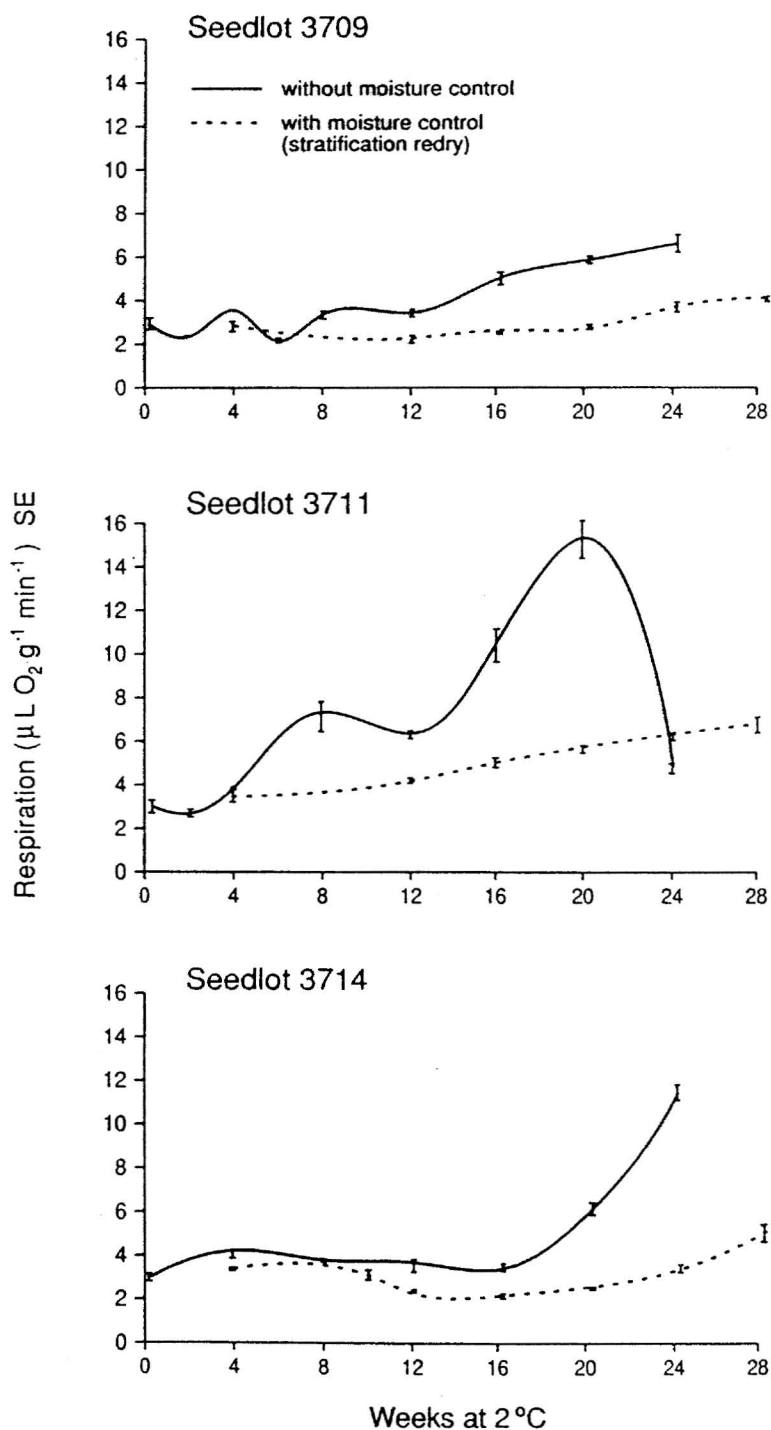 Seedlot 3709
16
14
12
10
8
6
4
2
0
without moisture control
with moisture control
(stratification redry)
0 4 8 12 16 20 24 28
Seedlot 3711
16
14
12
10
8
6
4
2
0
0 4 8 12 16 20 24 28
Respiration (µ L O₂ g⁻¹ min⁻¹) SE
Seedlot 3714
16
14
12
10
8
6
4
2
0
0 4 8 12 16 20 24 28
Weeks at 2 °C